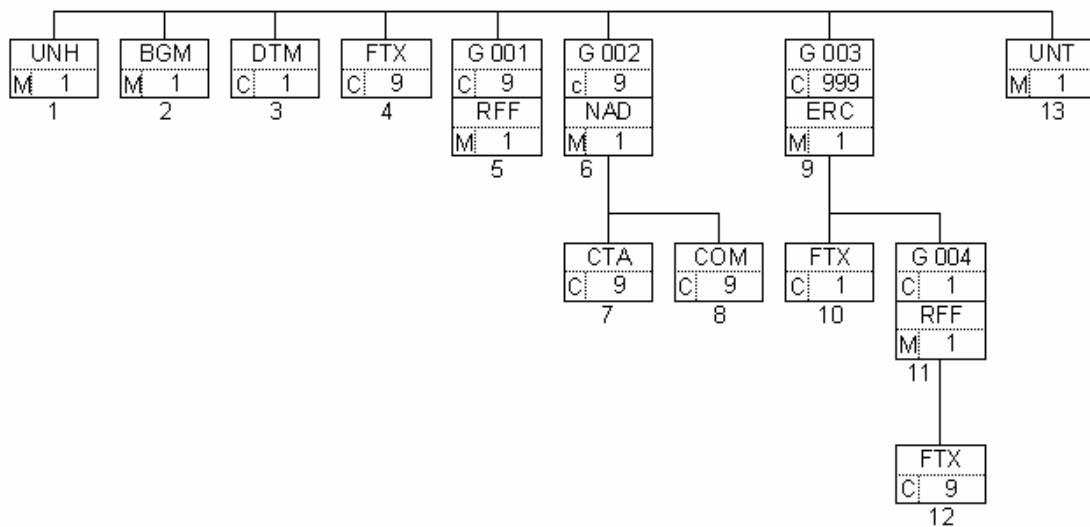 UNH BGM DTM FTX G 001 G 002 G 003 UNT
M 1 M 1 C 1 C 9 C 9 c 9 C 999 M 1
1 2 3 4 RFF NAD ERC 13
M 1 M 1 M 1
5 6 9
CTA COM FTX G 004
C 9 C 9 C 1 C 1
7 8 10 RFF
M 1
11
FTX
C 9
12